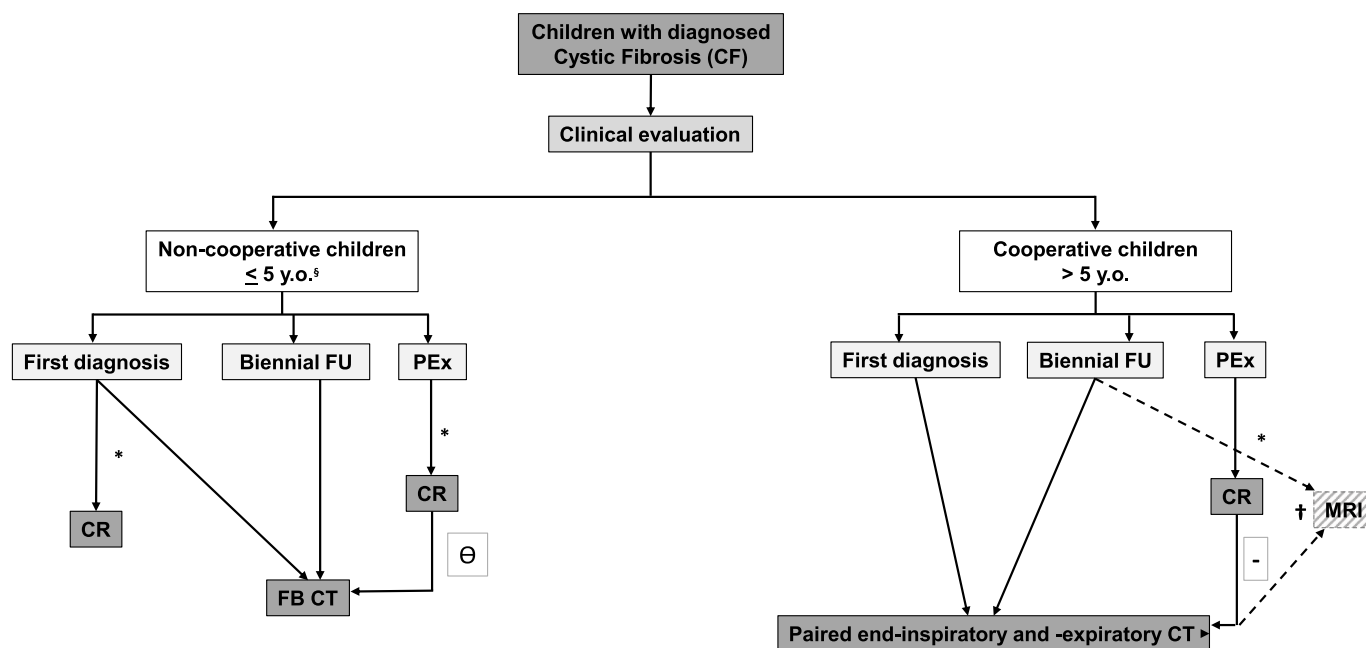 Children with diagnosed
Cystic Fibrosis (CF)
Clinical evaluation
Non-cooperative children
≤ 5 y.o.§
Cooperative children
> 5 y.o.
First diagnosis
Biennial FU
PEx
First diagnosis
Biennial FU
PEx
*
*
*
CR
CR
CR
† MRI
Ɵ
-
FB CT
Paired end-inspiratory and -expiratory CT ►